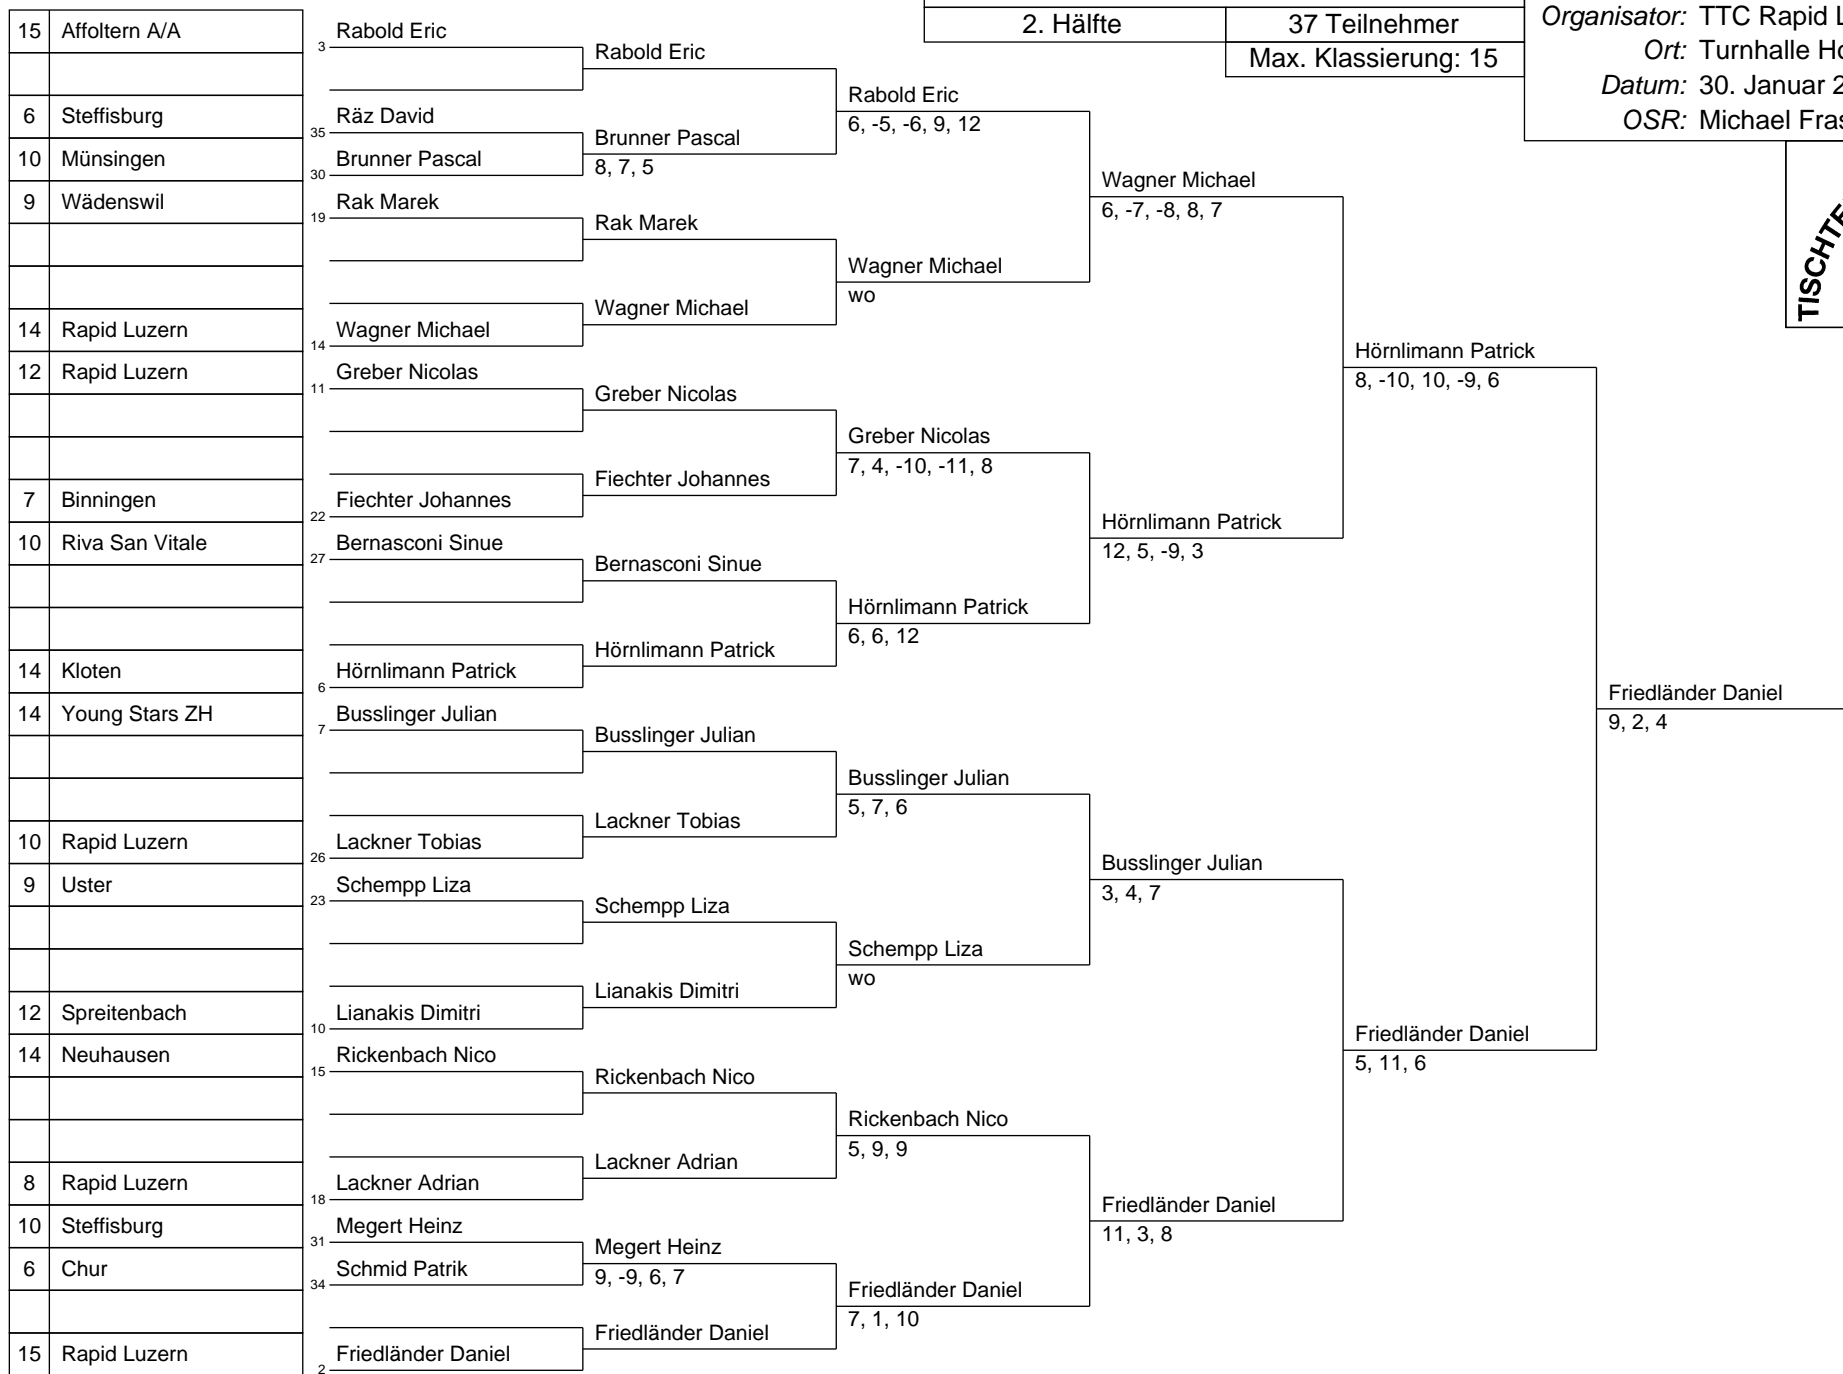 2. Hälfte
37 Teilnehmer
Max. Klassierung: 15
Organisator: TTC Rapid
Ort: Turnhalle
Datum: 30. Januar
OSR: Michael
15 Affoltern A/A
3 Rabold Eric
6 Steffisburg
35 Räz David
10 Münsingen
30 Brunner Pascal
9 Wädenswil
19 Rak Marek
14 Rapid Luzern
14 Wagner Michael
12 Rapid Luzern
11 Greber Nicolas
7 Binningen
22 Fiechter Johannes
10 Riva San Vitale
27 Bernasconi Sinue
14 Kloten
6 Hörnlimann Patrick
14 Young Stars ZH
7 Busslinger Julian
10 Rapid Luzern
26 Lackner Tobias
9 Uster
23 Schempp Liza
12 Spreitenbach
10 Lianakis Dimitri
14 Neuhausen
15 Rickenbach Nico
8 Rapid Luzern
18 Lackner Adrian
10 Steffisburg
31 Megert Heinz
6 Chur
34 Schmid Patrik
15 Rapid Luzern
2 Friedländer Daniel
Rabold Eric
Brunner Pascal
8, 7, 5
Rak Marek
Wagner Michael
Greber Nicolas
Fiechter Johannes
Bernasconi Sinue
Hörnlimann Patrick
Busslinger Julian
Lackner Tobias
Schempp Liza
Lianakis Dimitri
Rickenbach Nico
Lackner Adrian
Megert Heinz
9, -9, 6, 7
Friedländer Daniel
Rabold Eric
6, -5, -6, 9, 12
Wagner Michael
wo
Greber Nicolas
7, 4, -10, -11, 8
Hörnlimann Patrick
6, 6, 12
Busslinger Julian
5, 7, 6
Schempp Liza
wo
Rickenbach Nico
5, 9, 9
Friedländer Daniel
7, 1, 10
Wagner Michael
6, -7, -8, 8, 7
Hörnlimann Patrick
12, 5, -9, 3
Busslinger Julian
3, 4, 7
Friedländer Daniel
11, 3, 8
Hörnlimann Patrick
8, -10, 10, -9, 6
Friedländer Daniel
5, 11, 6
Friedländer Daniel
9, 2, 4